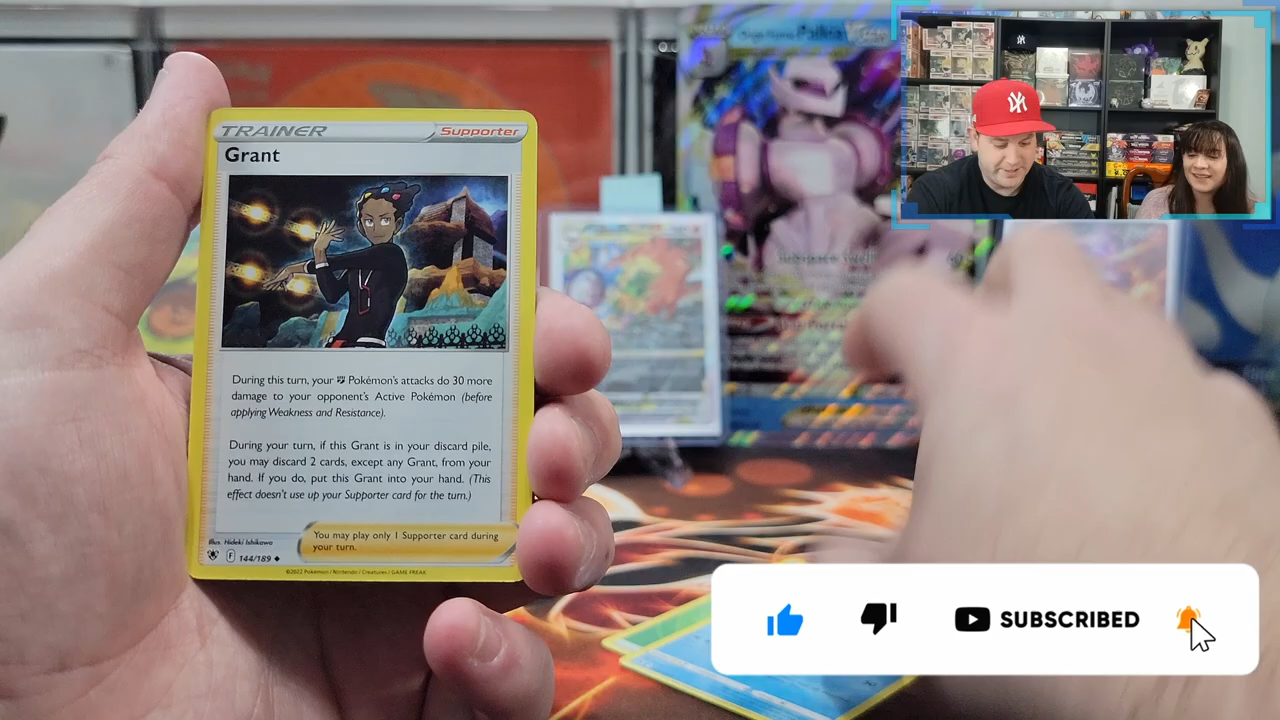 TRAINER
Supporter
Grant
During this turn, your Pokémon's attacks do 30 more
damage to your opponent's Active Pokémon (before
applying Weakness and Resistance).
During your turn, if this Grant is in your discard pile,
you may discard 2 cards, except any Grant, from your
hand. If you do, put this Grant into your hand. (This
effect doesn't use up your Supporter card for the turn.)
You may play only 1 Supporter card during
your turn.
Illus. Hideki Ishikawa
F 144/189
©2022 Pokémon / Nintendo / Creatures / GAME FREAK
Palkia
NY
SUBSCRIBED